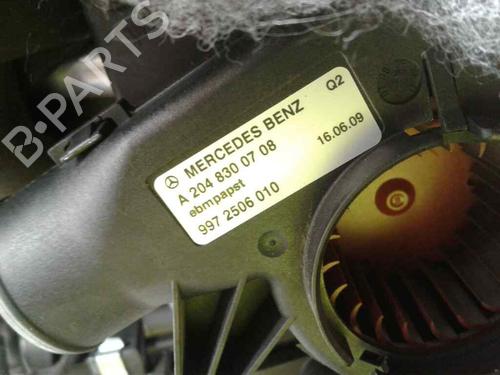 B-PARTS
MERCEDES BENZ Q2
A 204 830 07 08 16.06.09
ebmpapst
997 2506 010